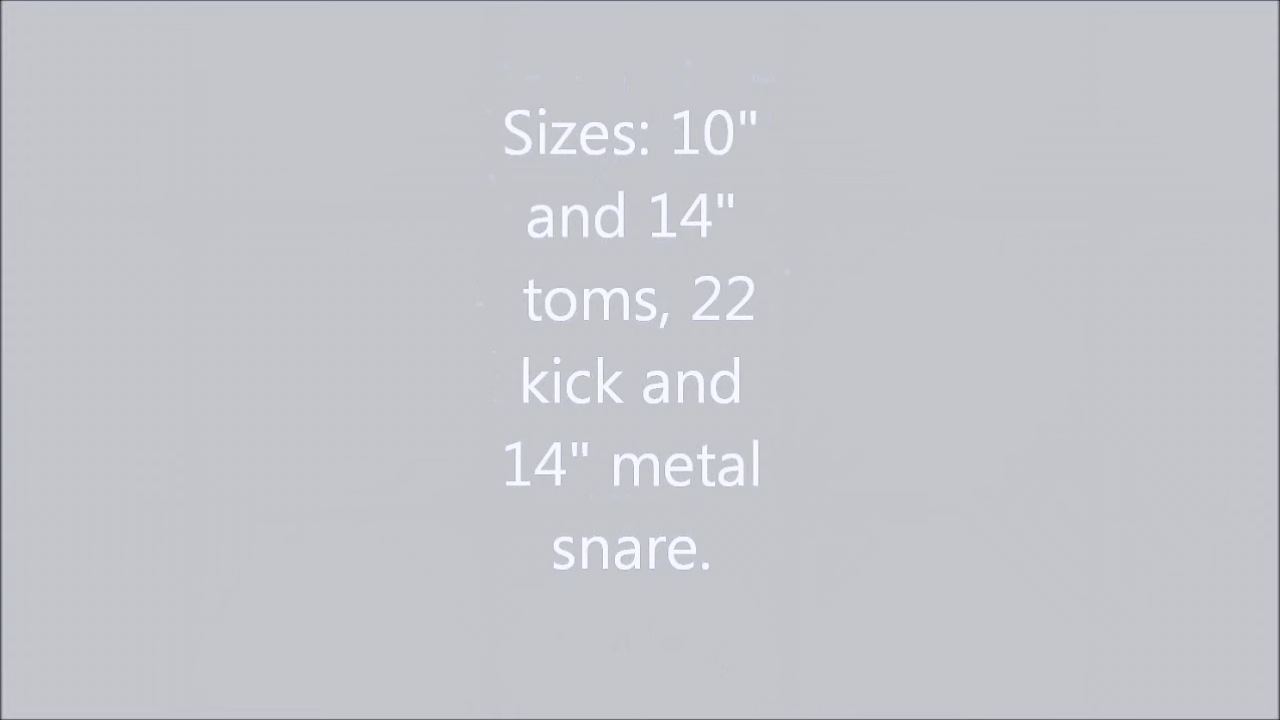 Sizes: 10"
and 14"
toms, 22
kick and
14" metal
snare.